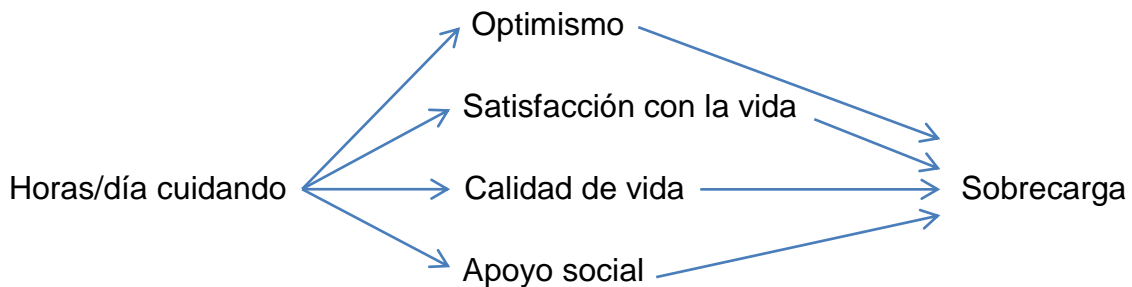 Optimismo
Satisfacción con la vida
Horas/día cuidando
Calidad de vida
Sobrecarga
Apoyo social